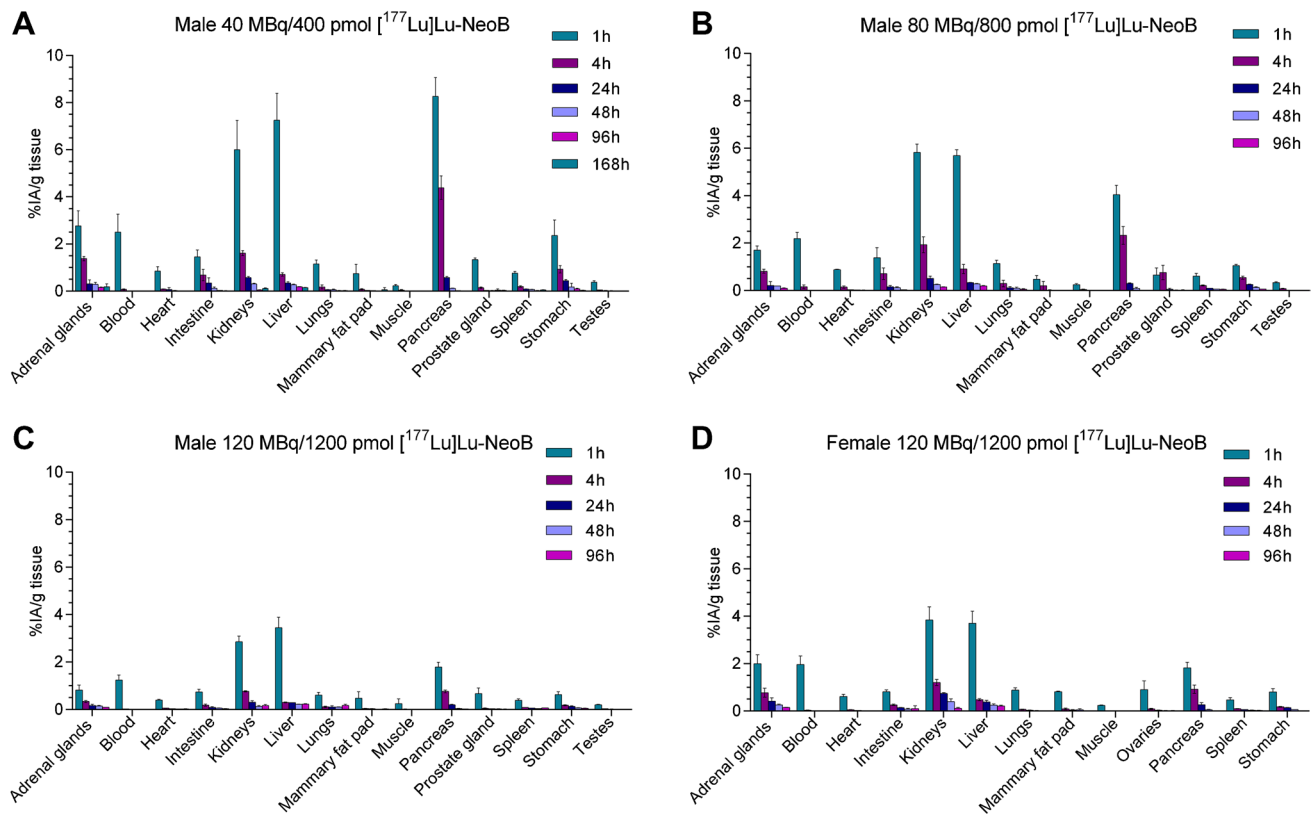 A
Male 40 MBq/400 pmol [177Lu]Lu-NeoB
1h
4h
24h
48h
96h
168h
%IA/g tissue
10
8
6
4
2
0
Adrenal glands
Blood
Heart
Intestine
Kidneys
Liver
Lungs
Mammary fat pad
Muscle
Pancreas
Prostate gland
Spleen
Stomach
Testes
B
Male 80 MBq/800 pmol [177Lu]Lu-NeoB
1h
4h
24h
48h
96h
%IA/g tissue
10
8
6
4
2
0
Adrenal glands
Blood
Heart
Intestine
Kidneys
Liver
Lungs
Mammary fat pad
Muscle
Pancreas
Prostate gland
Spleen
Stomach
Testes
C
Male 120 MBq/1200 pmol [177Lu]Lu-NeoB
1h
4h
24h
48h
96h
%IA/g tissue
10
8
6
4
2
0
Adrenal glands
Blood
Heart
Intestine
Kidneys
Liver
Lungs
Mammary fat pad
Muscle
Pancreas
Prostate gland
Spleen
Stomach
Testes
D
Female 120 MBq/1200 pmol [177Lu]Lu-NeoB
1h
4h
24h
48h
96h
%IA/g tissue
10
8
6
4
2
0
Adrenal glands
Blood
Heart
Intestine
Kidneys
Liver
Lungs
Mammary fat pad
Muscle
Ovaries
Pancreas
Spleen
Stomach